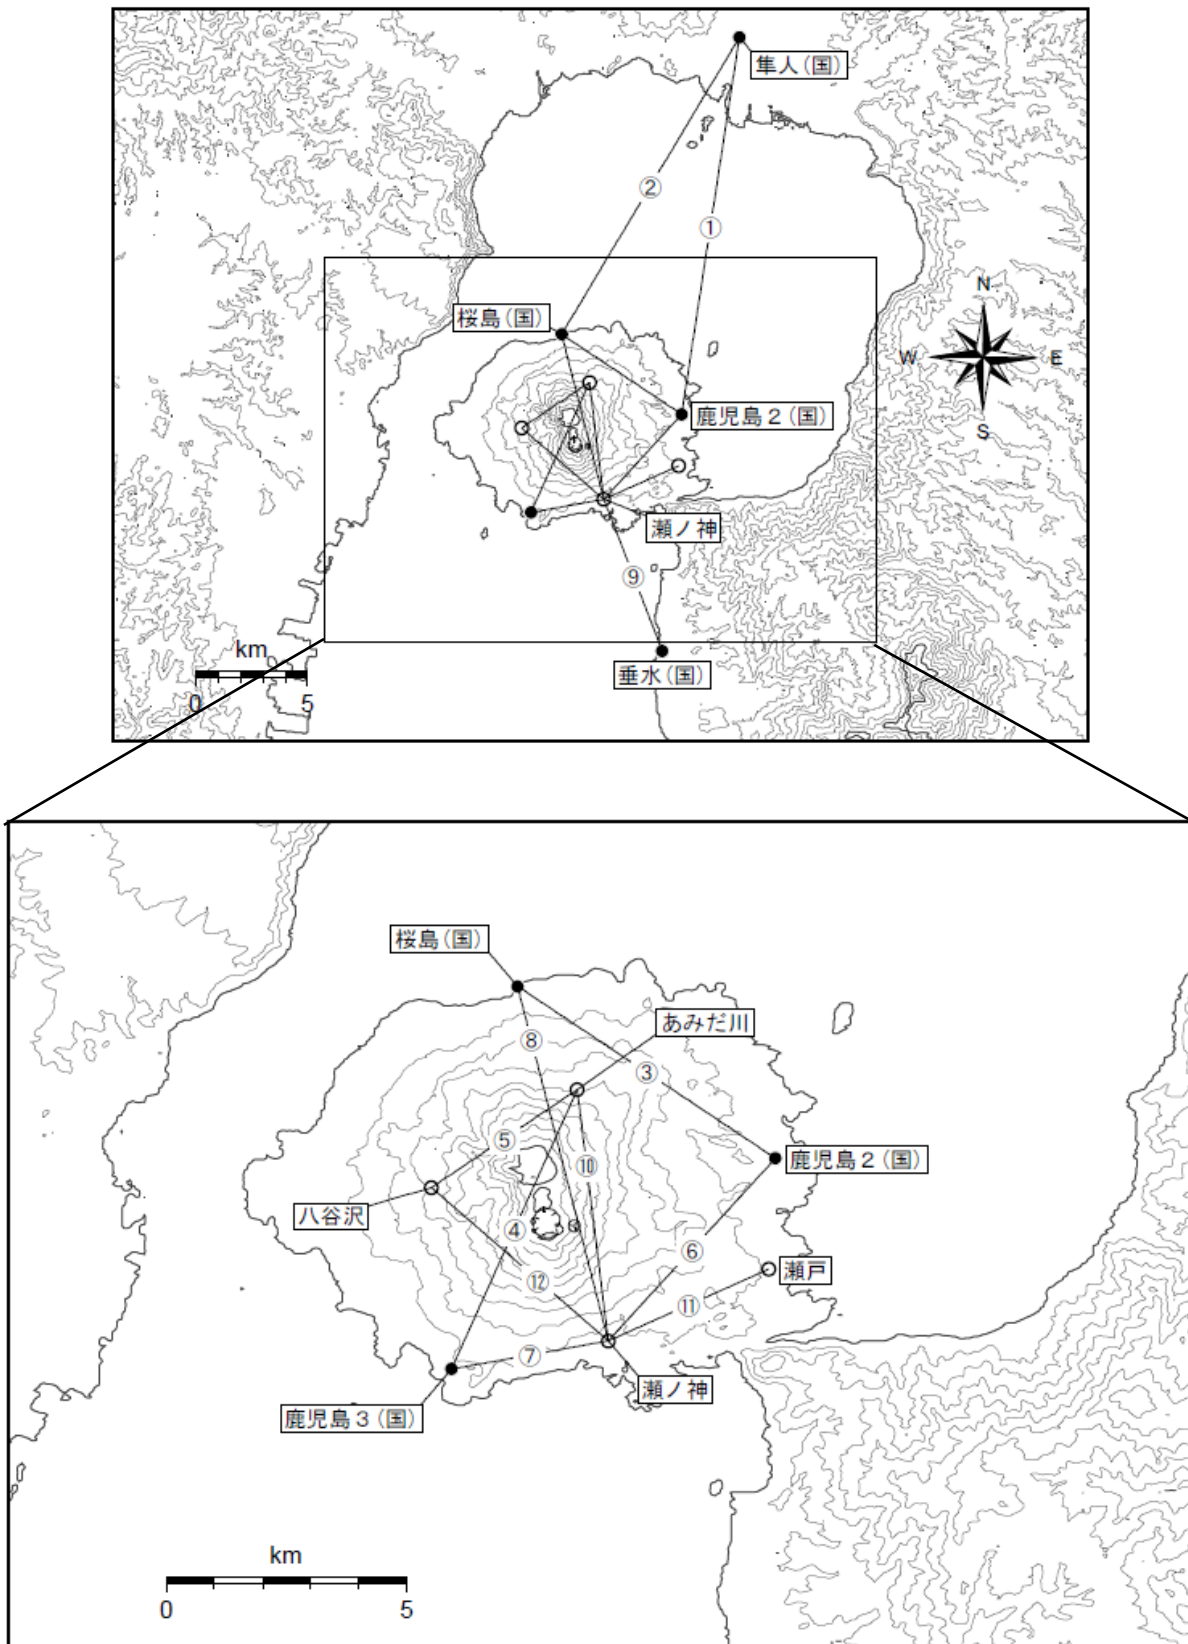 隼人(国)
②
①
N
桜島(国)
W
E
鹿児島2(国)
S
瀬ノ神
⑨
km
垂水(国)
0
5
桜島(国)
あみだ川
⑧
③
⑤
鹿児島2(国)
⑩
八谷沢
④
⑥
瀬戸
⑫
⑪
⑦
瀬ノ神
鹿児島3(国)
km
0
5